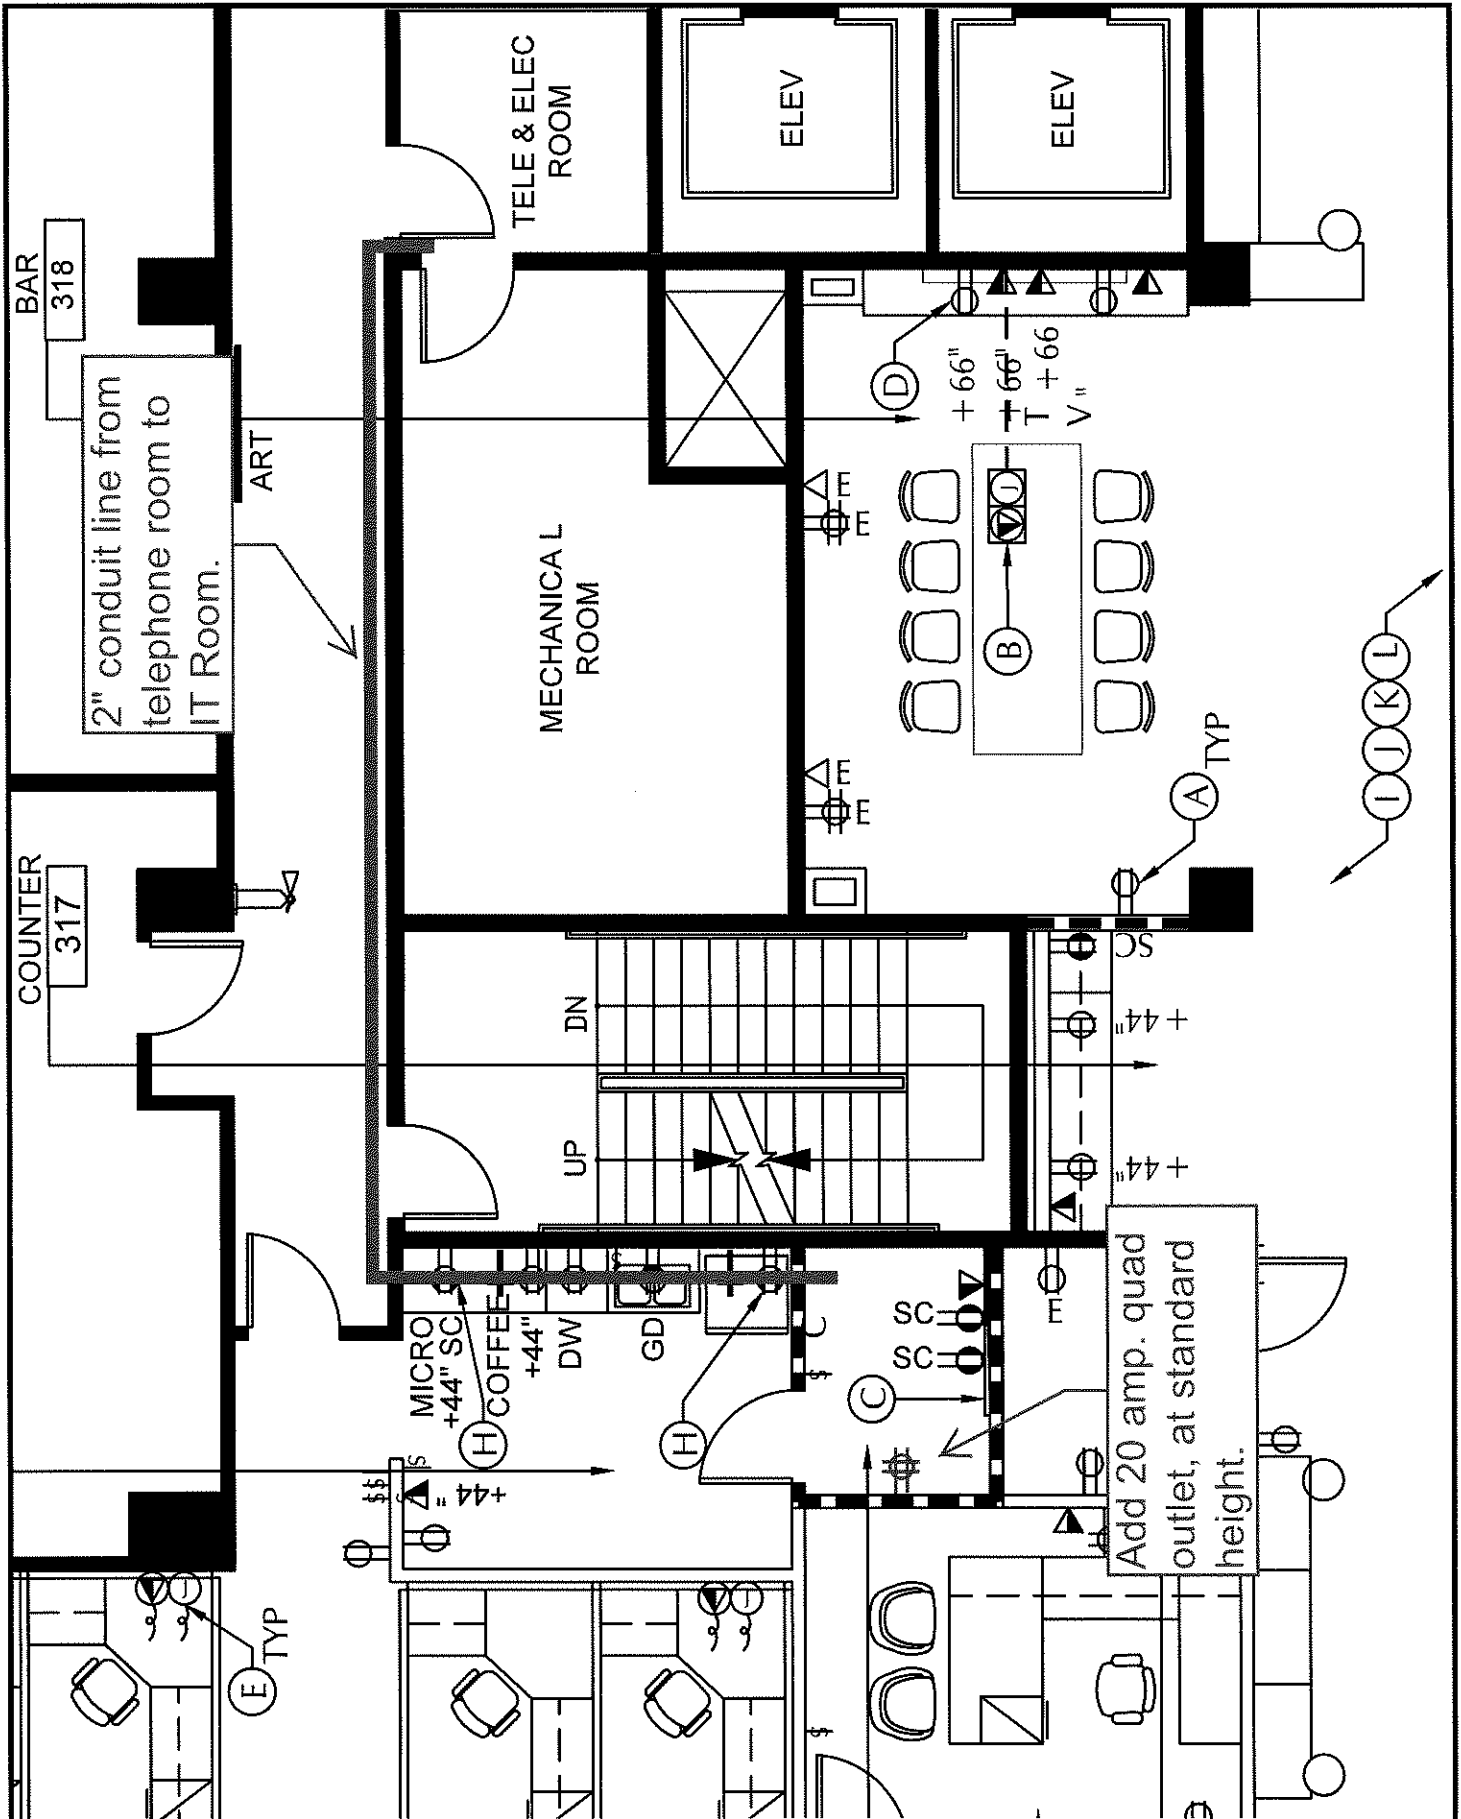 BAR
318
2" conduit line from
telephone room to
IT Room.
ART
TELE & ELEC
ROOM
ELEV
ELEV
D
+66"
+66"
T +66
V "
J
E
E
MECHANICA L
ROOM
B
E
E
A
TYP
I J K L
COUNTER
317
DN
UP
SC
+44"
+44"
MICRO
+44" SC
COFFEE
+44"
DW
GD
$
H
H
C
$
SC
SC
C
E
Add 20 amp. quad
outlet, at standard
height.
$
$$
$$
+44"
J
E
TYP
J
$